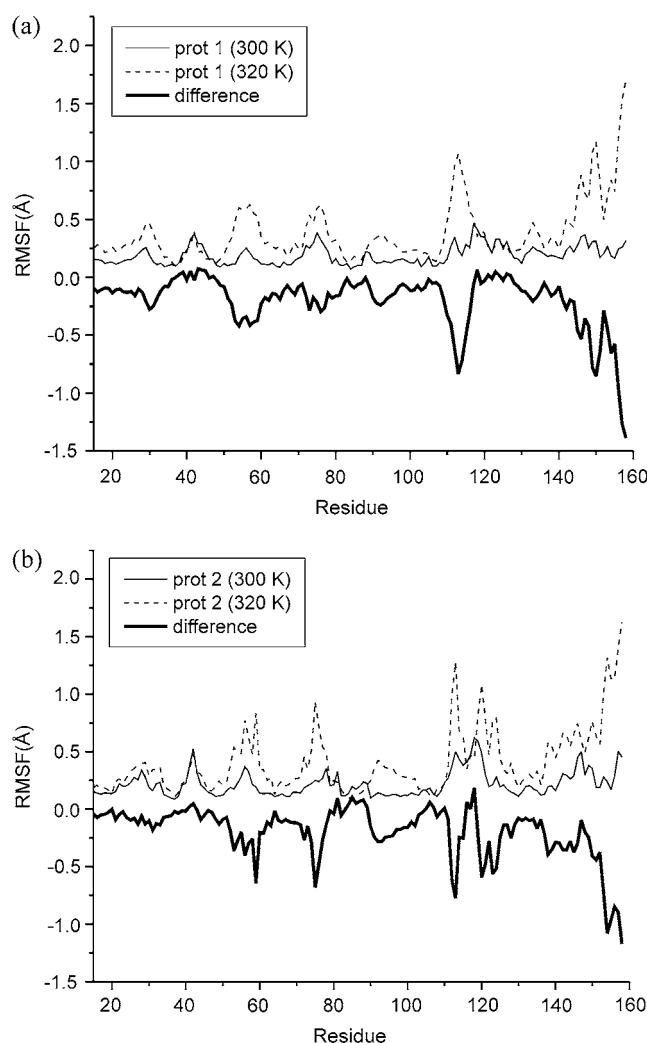 (a)
2.0
1.5
1.0
0.5
0.0
-0.5
-1.0
-1.5
RMSF(Å)
prot 1 (300 K)
prot 1 (320 K)
difference
20 40 60 80 100 120 140 160
Residue
(b)
2.0
1.5
1.0
0.5
0.0
-0.5
-1.0
-1.5
RMSF(Å)
prot 2 (300 K)
prot 2 (320 K)
difference
20 40 60 80 100 120 140 160
Residue